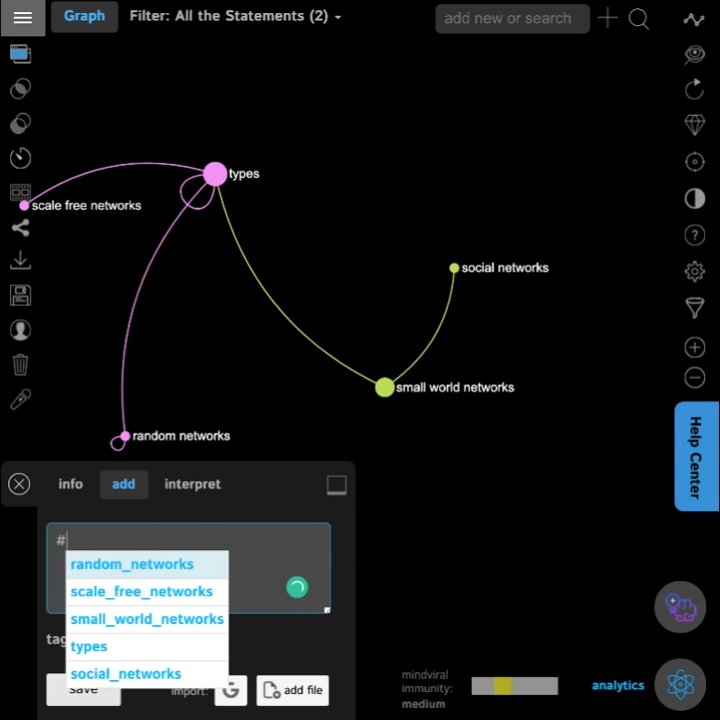 Graph
Filter: All the Statements (2)
add new or search
types
scale free networks
social networks
small world networks
random networks
Help Center
info
add
interpret
#
random_networks
scale_free_networks
small_world_networks
types
social_networks
tag
save
import:
G
add file
mindviral
immunity:
medium
analytics